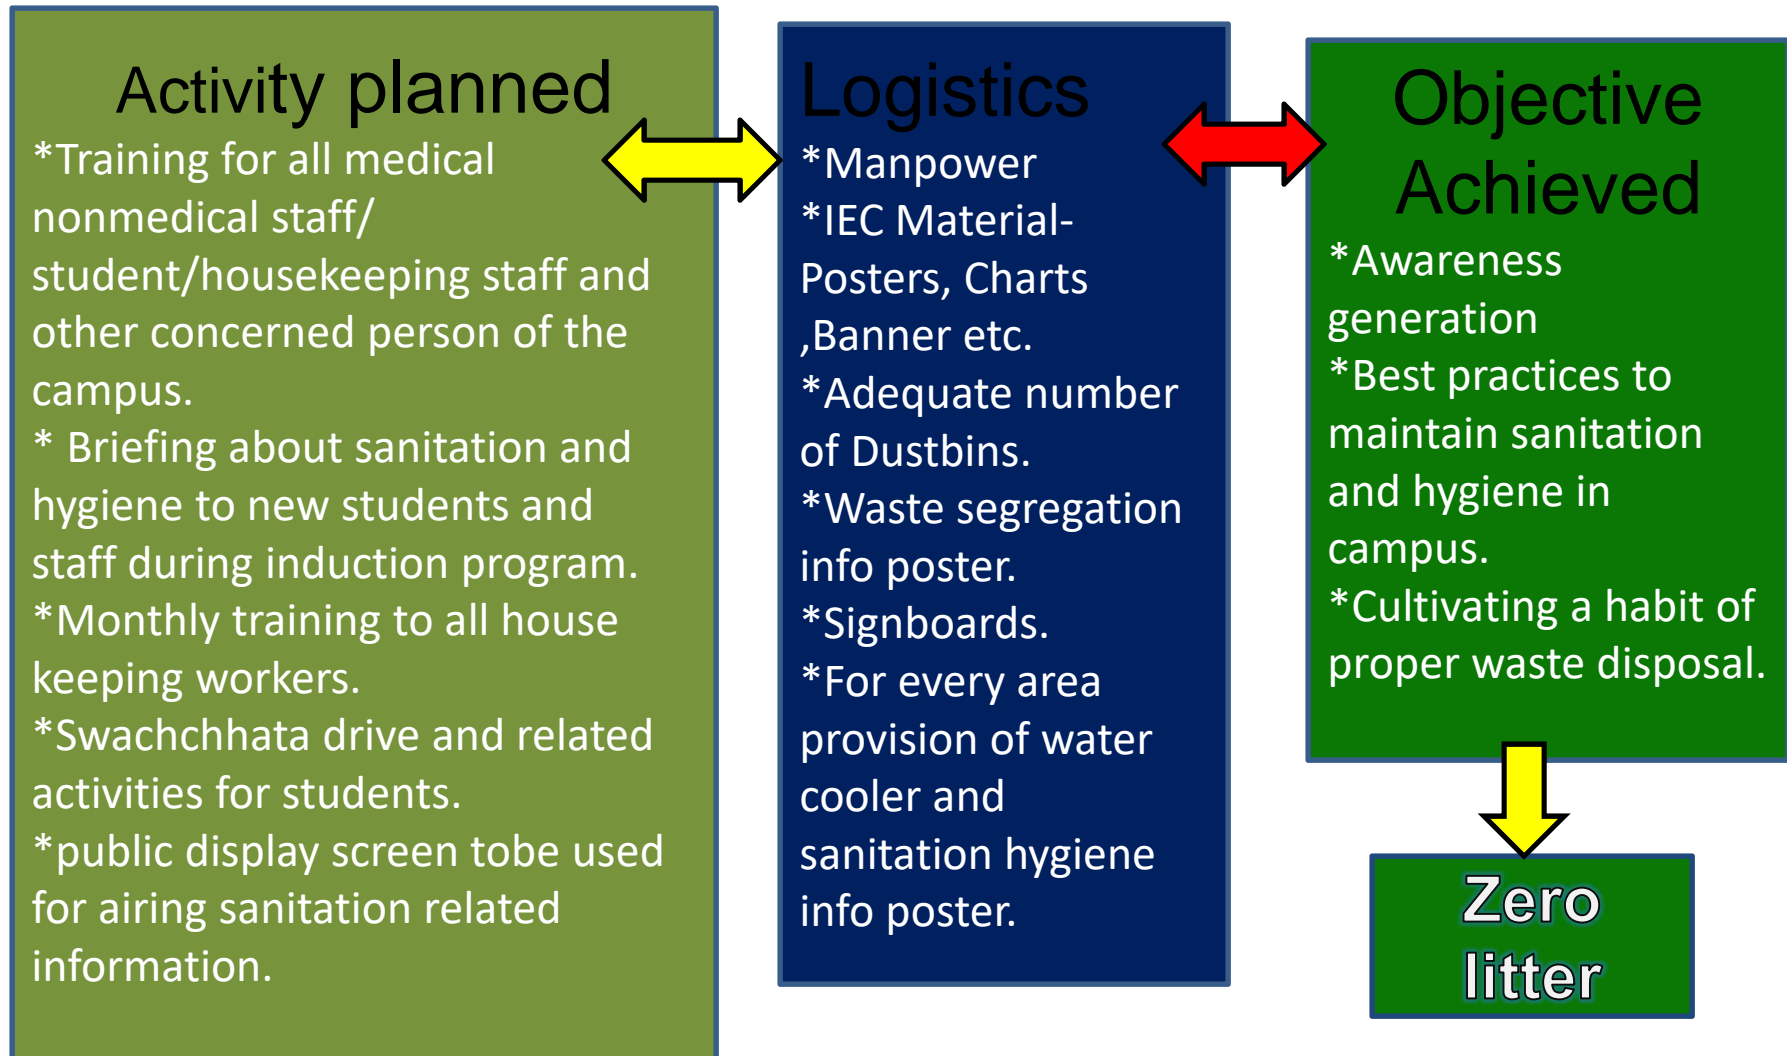 Activity planned
*Training for all medical
nonmedical staff/
student/housekeeping staff and
other concerned person of the
campus.
* Briefing about sanitation and
hygiene to new students and
staff during induction program.
*Monthly training to all house
keeping workers.
*Swachchhata drive and related
activities for students.
*public display screen tobe used
for airing sanitation related
information.
Logistics
*Manpower
*IEC Material-
Posters, Charts
,Banner etc.
*Adequate number
of Dustbins.
*Waste segregation
info poster.
*Signboards.
*For every area
provision of water
cooler and
sanitation hygiene
info poster.
Objective
Achieved
*Awareness
generation
*Best practices to
maintain sanitation
and hygiene in
campus.
*Cultivating a habit of
proper waste disposal.
Zero
litter